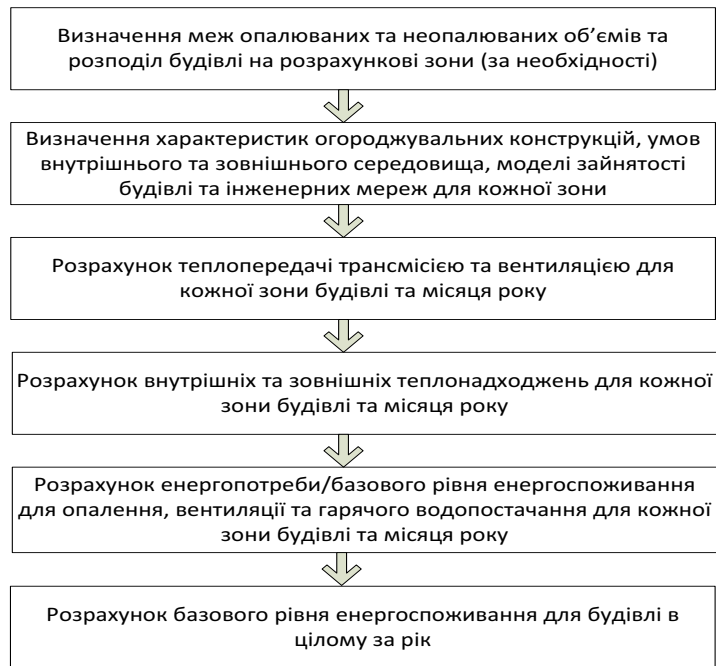 Визначення меж опалюваних та неопалюваних об’ємів та
розподіл будівлі на розрахункові зони (за необхідності)
Визначення характеристик огороджувальних конструкцій, умов
внутрішнього та зовнішнього середовища, моделі зайнятості
будівлі та інженерних мереж для кожної зони
Розрахунок теплопередачі трансмісією та вентиляцією для
кожної зони будівлі та місяця року
Розрахунок внутрішніх та зовнішніх теплонадходжень для кожної
зони будівлі та місяця року
Розрахунок енергопотреби/базового рівня енергоспоживання
для опалення, вентиляції та гарячого водопостачання для кожної
зони будівлі та місяця року
Розрахунок базового рівня енергоспоживання для будівлі в
цілому за рік